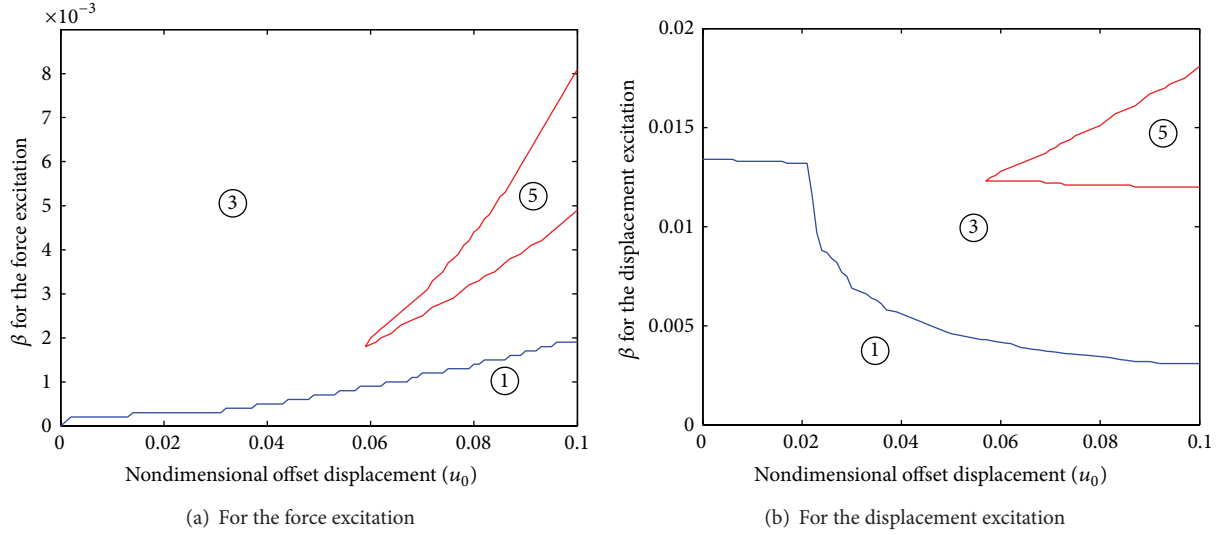 ×10⁻³
8
7
6
5
4
3
2
1
0
β for the force excitation
3
5
1
0 0.02 0.04 0.06 0.08 0.1
Nondimensional offset displacement (u₀)
(a) For the force excitation
0.02
0.015
0.01
0.005
0
β for the displacement excitation
5
3
1
0 0.02 0.04 0.06 0.08 0.1
Nondimensional offset displacement (u₀)
(b) For the displacement excitation